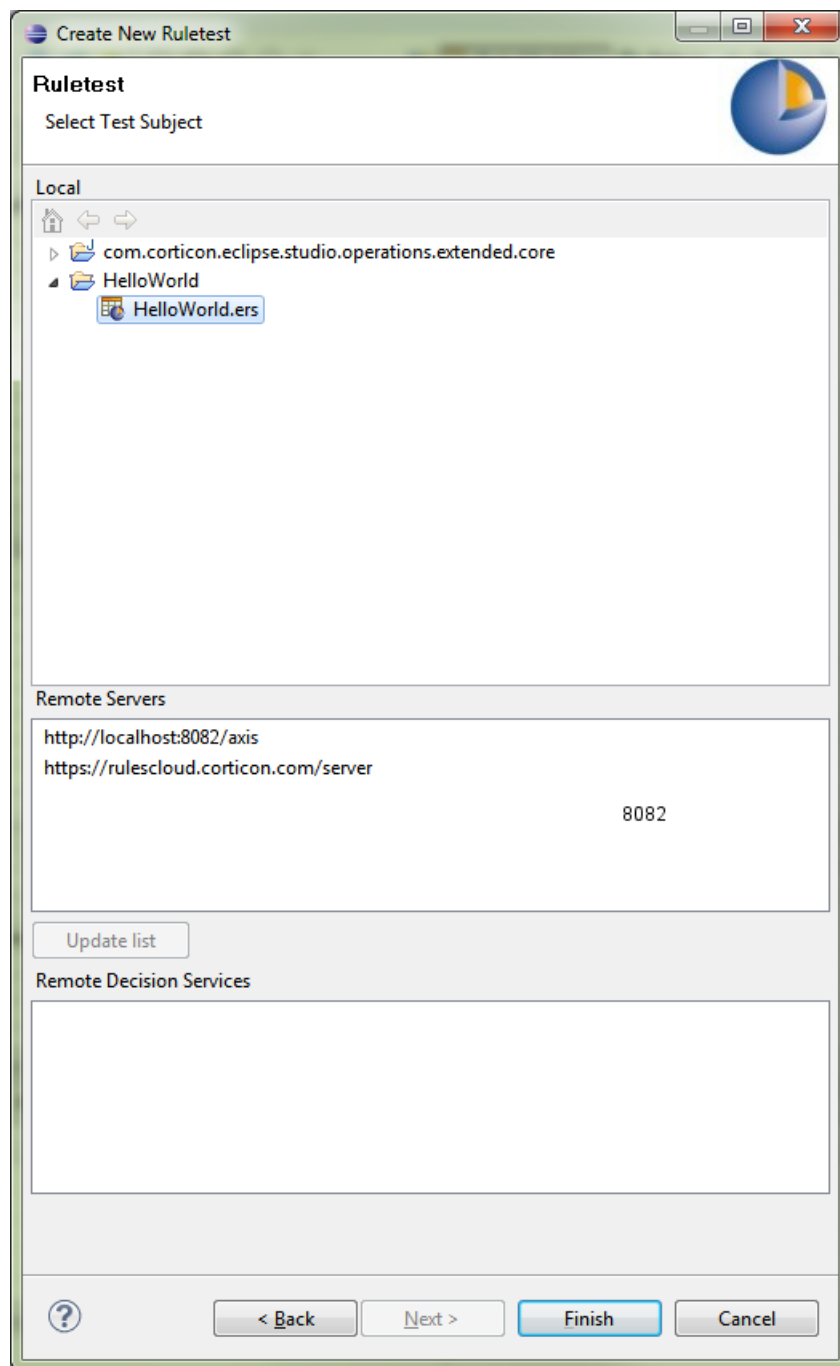 Create New Ruletest
Ruletest
Select Test Subject
Local
com.corticon.eclipse.studio.operations.extended.core
HelloWorld
HelloWorld.ers
Remote Servers
http://localhost:8082/axis
https://rulescloud.corticon.com/server
8082
Update list
Remote Decision Services
? < Back Next > Finish Cancel